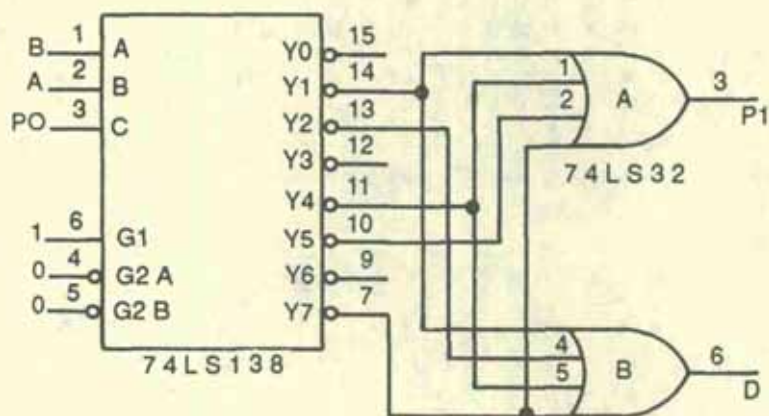 B 1 A
A 2 B
PO 3 C
1 6 G1
0 4 G2 A
0 5 G2 B
Y0 15
Y1 14
Y2 13
Y3 12
Y4 11
Y5 10
Y6 9
Y7 7
74LS138
1
2
A
3
P1
74LS32
4
5
B
6
D